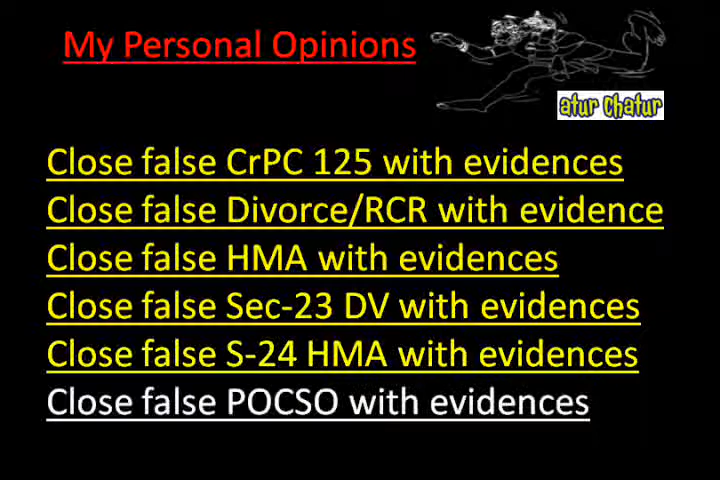 My Personal Opinions
atur Chatur
Close false CrPC 125 with evidences
Close false Divorce/RCR with evidence
Close false HMA with evidences
Close false Sec-23 DV with evidences
Close false S-24 HMA with evidences
Close false POCSO with evidences